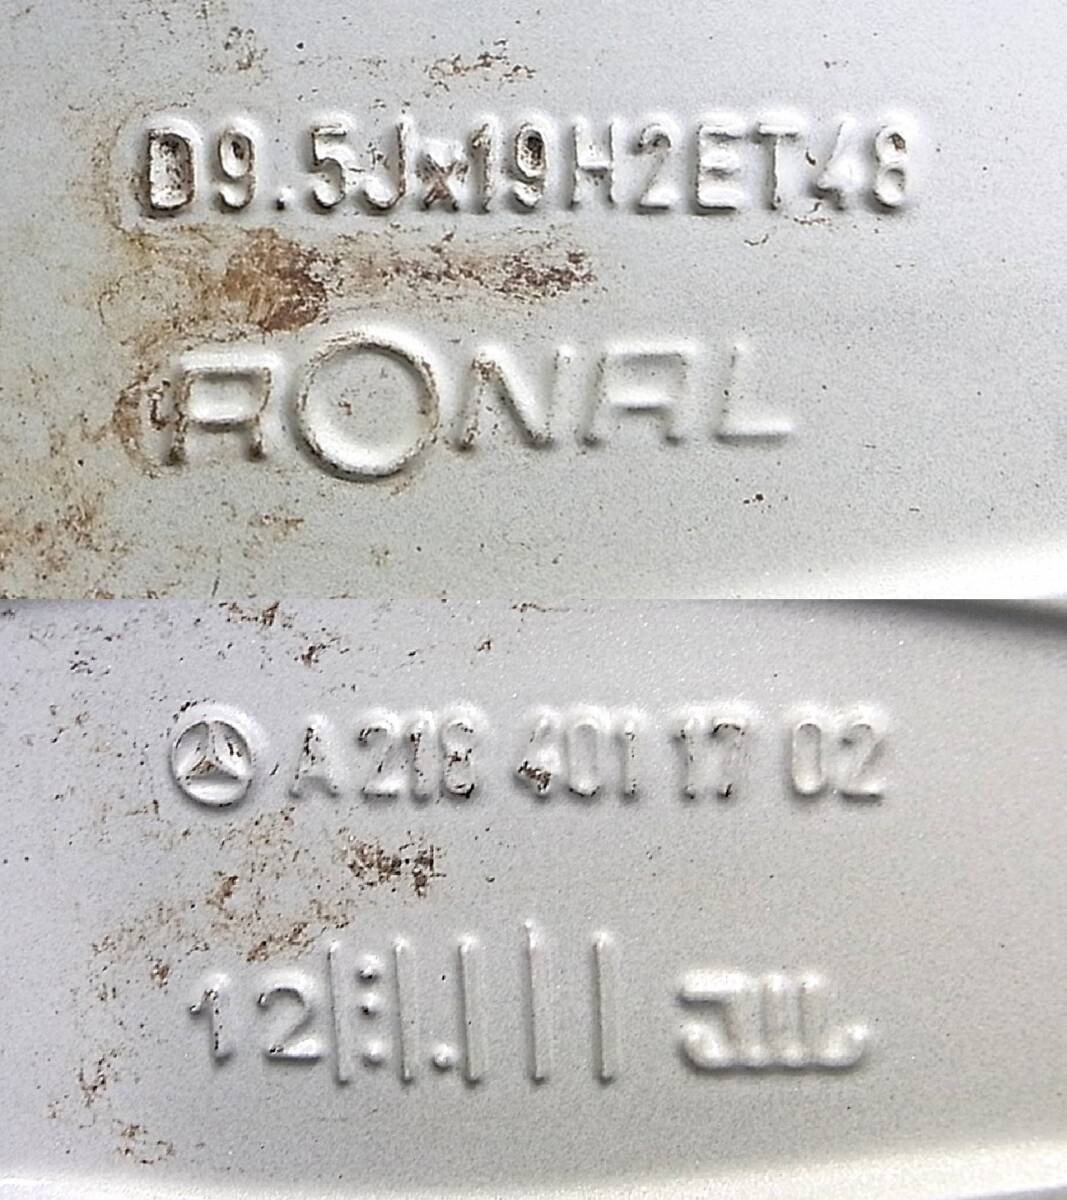 D9.5Jx19H2ET48
RONAL
A 218 401 17 02
12